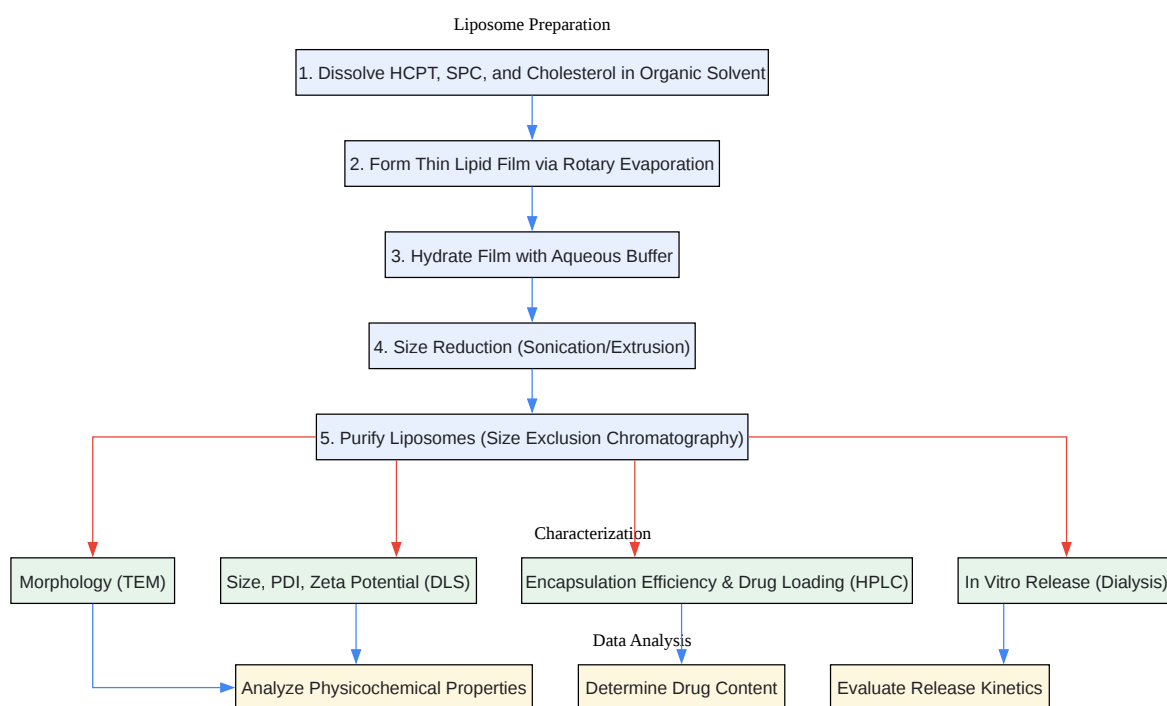 Liposome Preparation
1. Dissolve HCPT, SPC, and Cholesterol in Organic Solvent
2. Form Thin Lipid Film via Rotary Evaporation
3. Hydrate Film with Aqueous Buffer
4. Size Reduction (Sonication/Extrusion)
5. Purify Liposomes (Size Exclusion Chromatography)
Characterization
Morphology (TEM)
Size, PDI, Zeta Potential (DLS)
Encapsulation Efficiency & Drug Loading (HPLC)
In Vitro Release (Dialysis)
Data Analysis
Analyze Physicochemical Properties
Determine Drug Content
Evaluate Release Kinetics